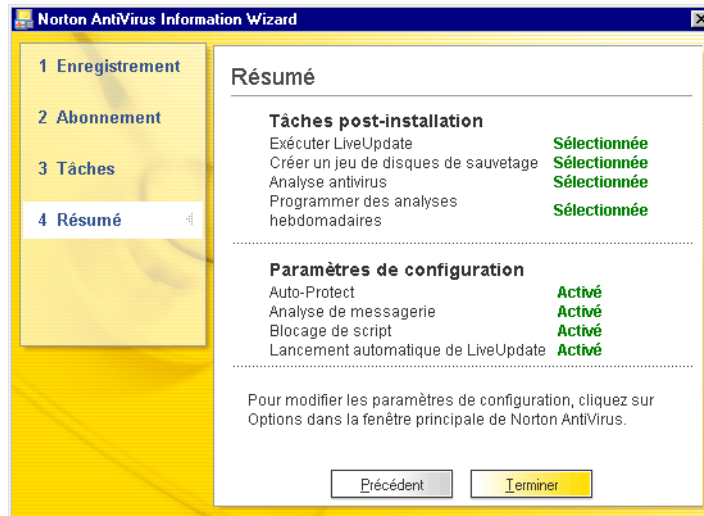 Norton AntiVirus Information Wizard
1 Enregistrement
2 Abonnement
3 Tâches
4 Résumé
Résumé
Tâches post-installation
Exécuter LiveUpdate Sélectionnée
Créer un jeu de disques de sauvetage Sélectionnée
Analyse antivirus Sélectionnée
Programmer des analyses
hebdomadaires Sélectionnée
Paramètres de configuration
Auto-Protect Activé
Analyse de messagerie Activé
Blocage de script Activé
Lancement automatique de LiveUpdate Activé
Pour modifier les paramètres de configuration, cliquez sur
Options dans la fenêtre principale de Norton AntiVirus.
Précédent Terminer